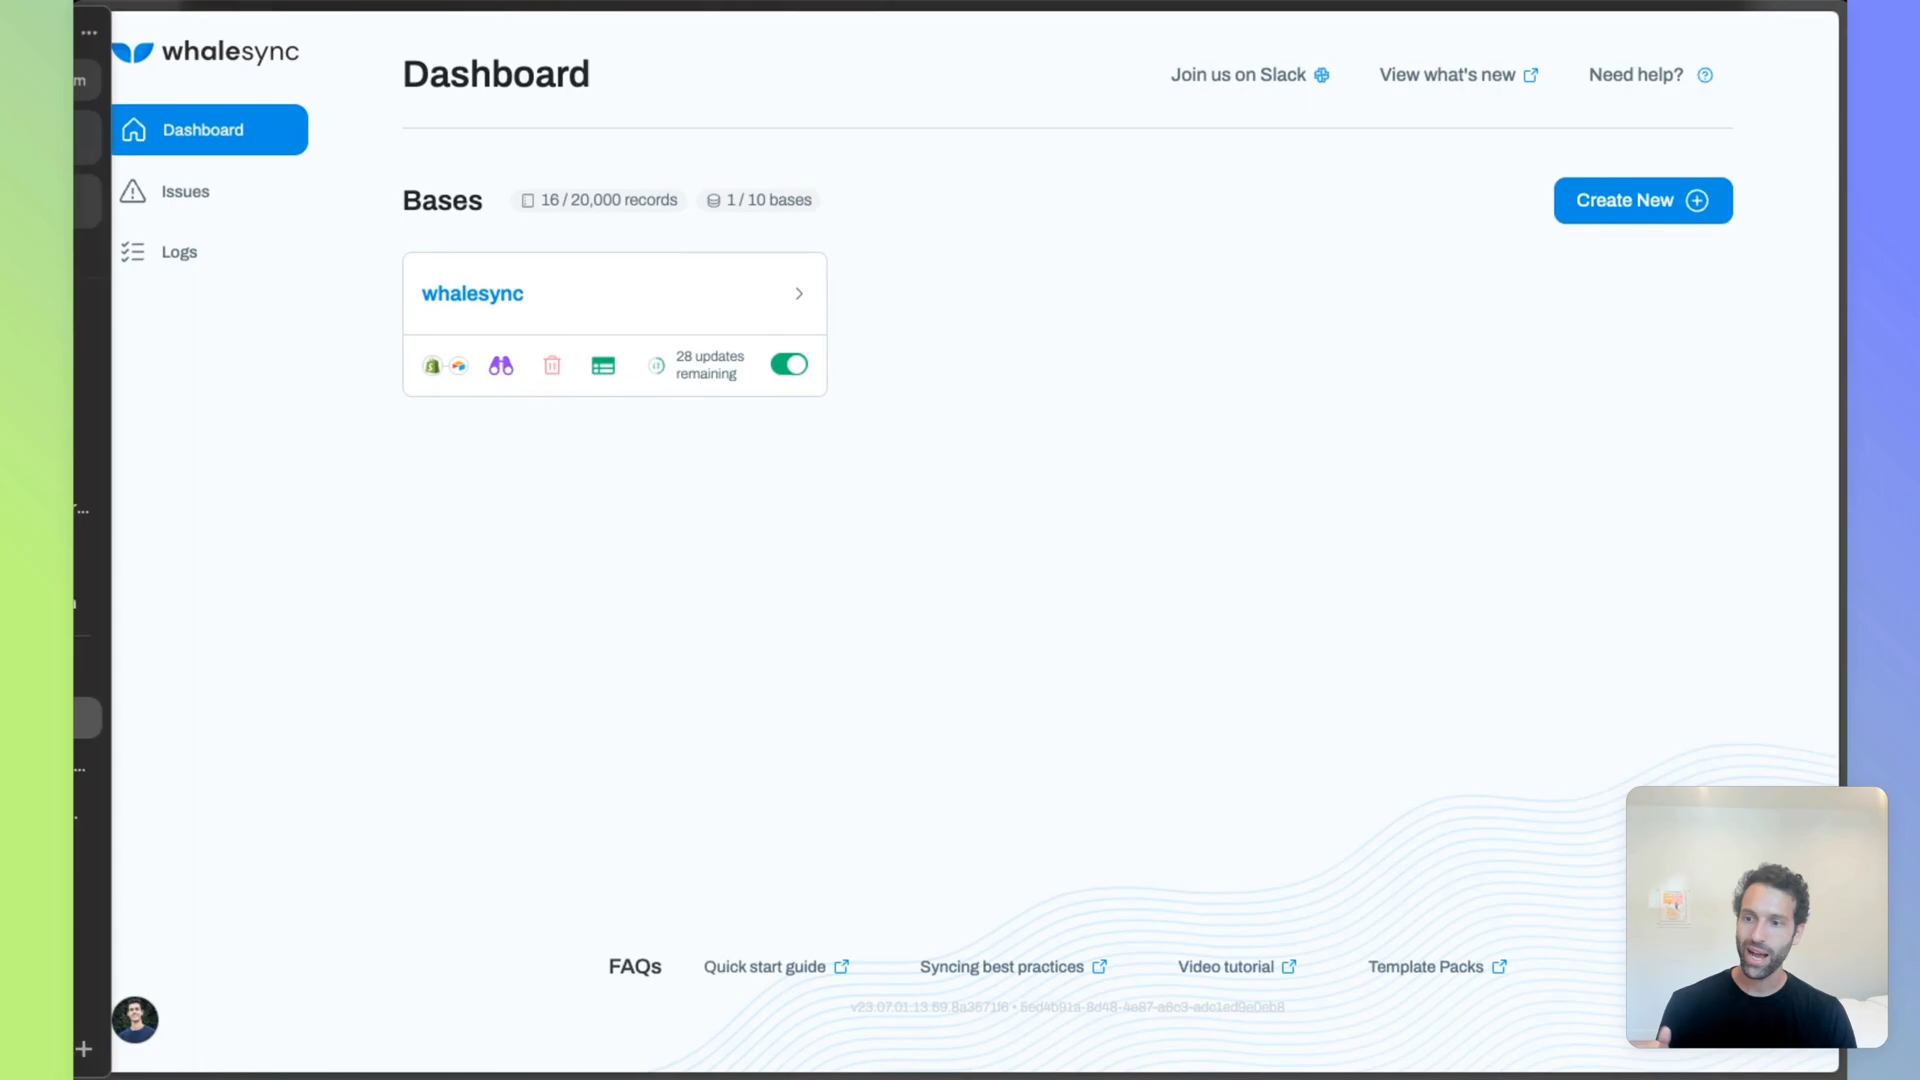 whalesync
Dashboard
Join us on Slack
View what's new
Need help?
m
Dashboard
Issues
Logs
Bases
16 / 20,000 records
1 / 10 bases
Create New
whalesync
28 updates
remaining
FAQs
Quick start guide
Syncing best practices
Video tutorial
Template Packs